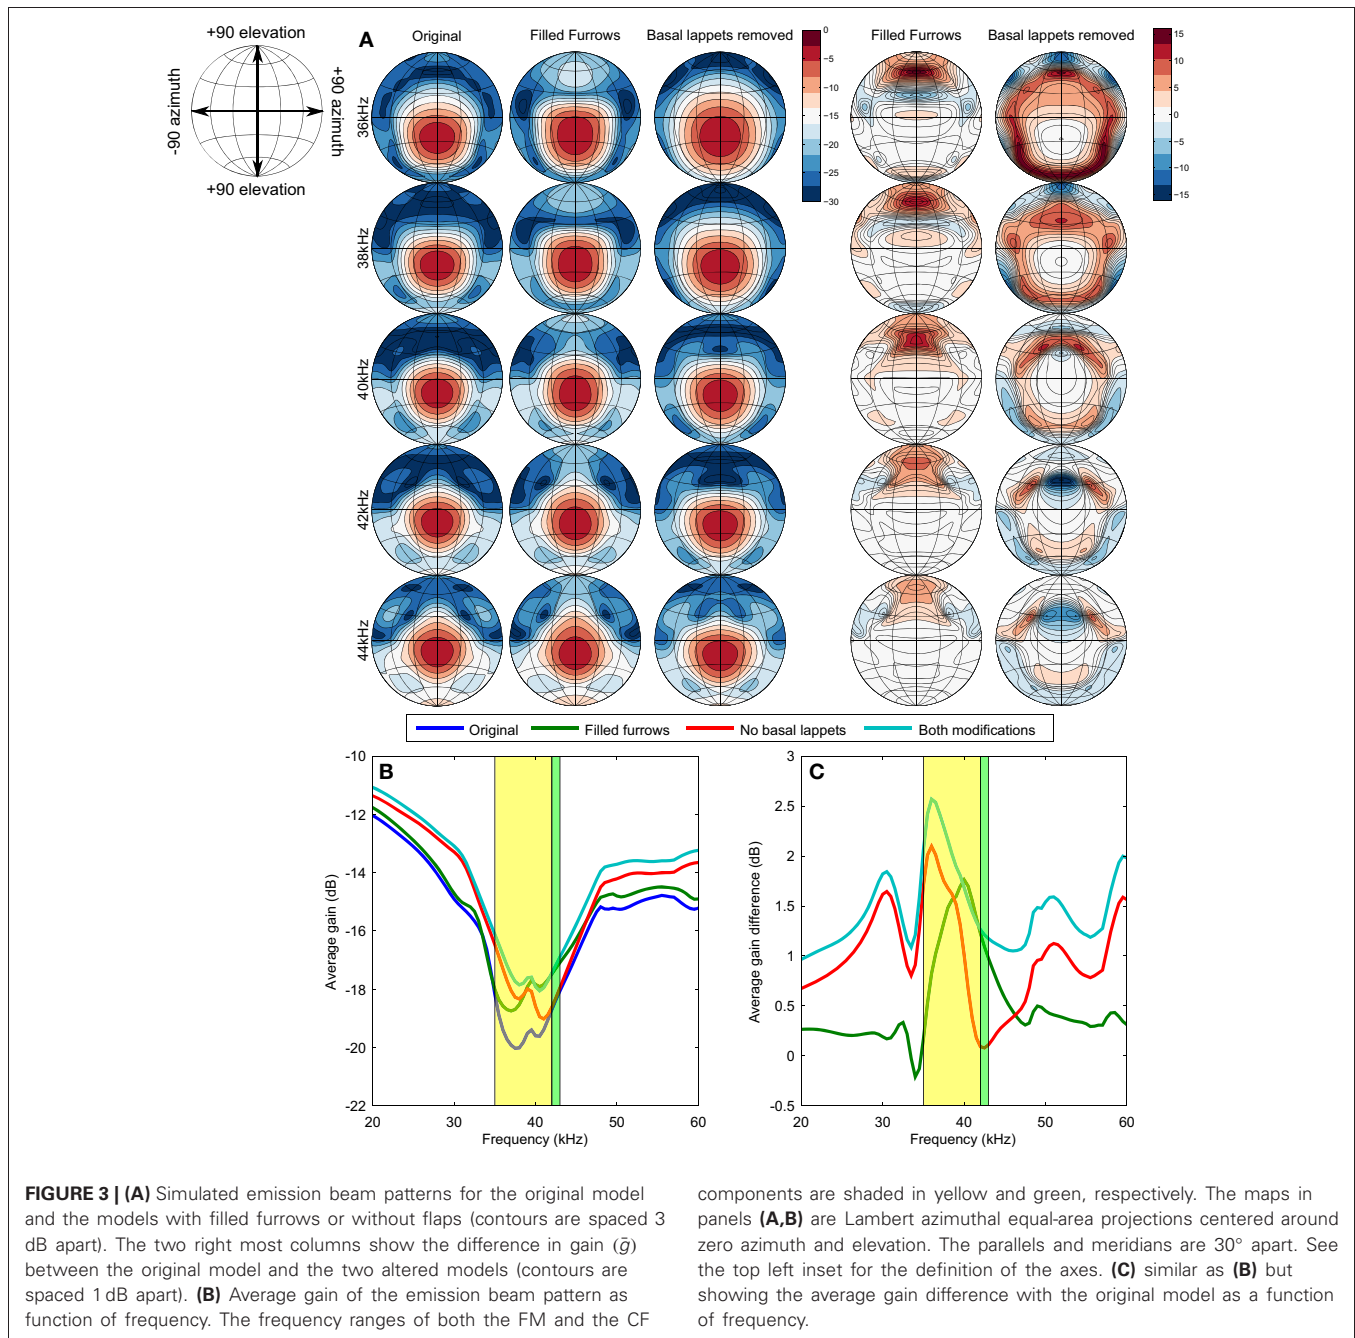 +90 elevation
-90 azimuth
+90 azimuth
+90 elevation
A
Original
Filled Furrows
Basal lappets removed
0
−5
−10
−15
−20
−25
−30
Filled Furrows
Basal lappets removed
15
10
5
0
−5
−10
−15
36kHz
38kHz
40kHz
42kHz
44kHz
Original
Filled furrows
No basal lappets
Both modifications
B
-10
-12
-14
-16
-18
-20
-22
Average gain (dB)
20
30
40
50
60
Frequency (kHz)
C
3
2.5
2
1.5
1
0.5
0
-0.5
Average gain difference (dB)
20
30
40
50
60
Frequency (kHz)
FIGURE 3 | (A) Simulated emission beam patterns for the original model
and the models with filled furrows or without flaps (contours are spaced 3
dB apart). The two right most columns show the difference in gain (ḡ)
between the original model and the two altered models (contours are
spaced 1 dB apart). (B) Average gain of the emission beam pattern as
function of frequency. The frequency ranges of both the FM and the CF
components are shaded in yellow and green, respectively. The maps in
panels (A,B) are Lambert azimuthal equal-area projections centered around
zero azimuth and elevation. The parallels and meridians are 30° apart. See
the top left inset for the definition of the axes. (C) similar as (B) but
showing the average gain difference with the original model as a function
of frequency.